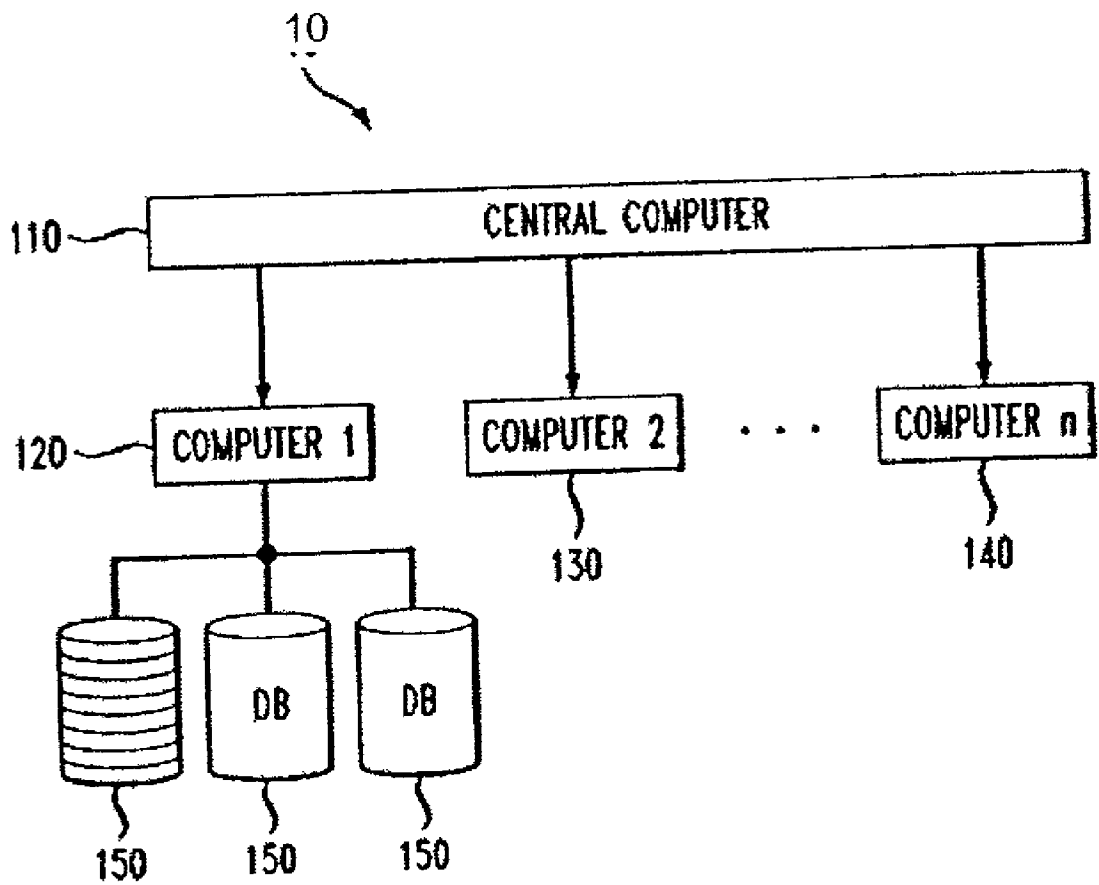 10
CENTRAL COMPUTER
110
COMPUTER 1
COMPUTER 2
. . .
COMPUTER n
120
130
140
DB
DB
150
150
150